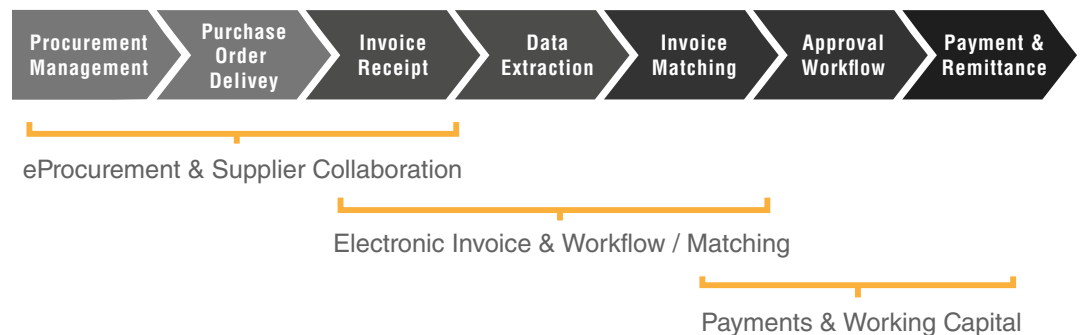 Procurement
Management
Purchase
Order
Delivey
Invoice
Receipt
Data
Extraction
Invoice
Matching
Approval
Workflow
Payment &
Remittance
eProcurement & Supplier Collaboration
Electronic Invoice & Workflow / Matching
Payments & Working Capital